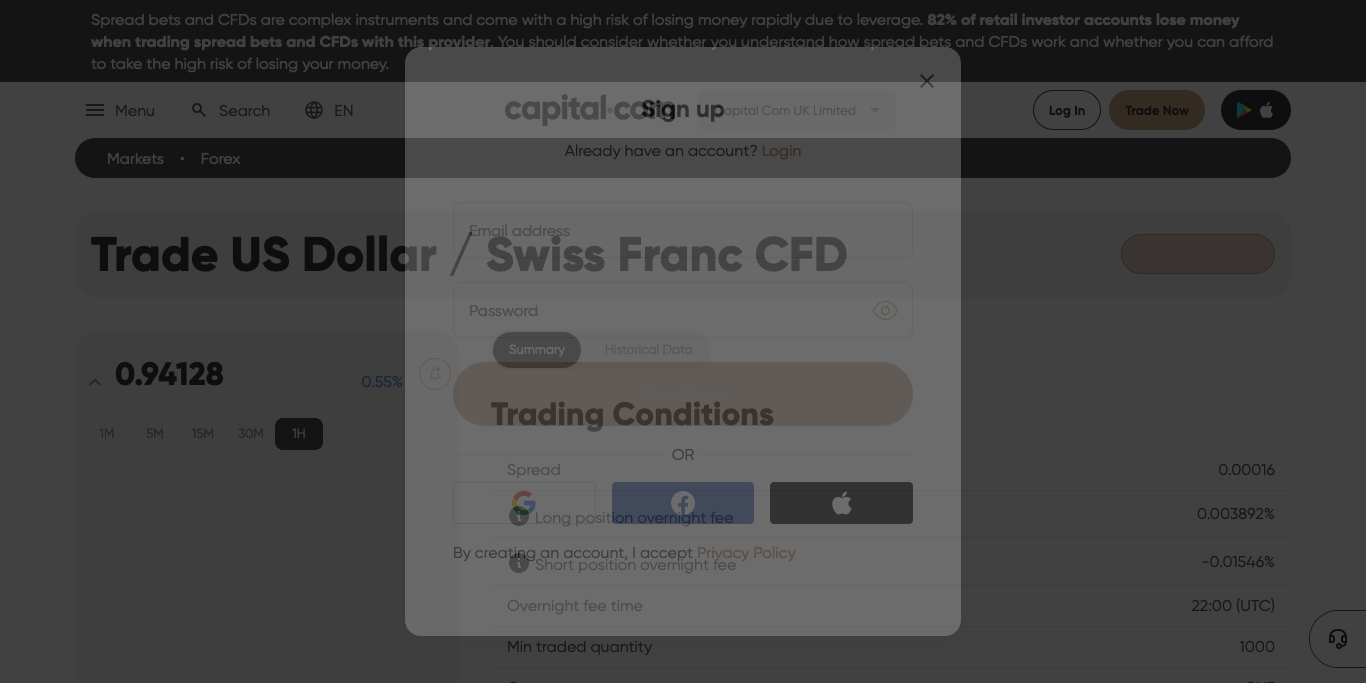 Spread bets and CFDs are complex instruments and come with a high risk of losing money rapidly due to leverage. 82% of retail investor accounts lose money
when trading spread bets and CFDs with this provider. You should consider whether you understand how spread bets and CFDs work and whether you can afford
to take the high risk of losing your money.
Menu
Search
EN
capital.com
Capital Com UK Limited
Log In
Trade Now
Sign up
Already have an account? Login
Markets • Forex
Email address
Trade US Dollar / Swiss Franc CFD
Password
Summary
Historical Data
0.94128
0.55%
1M
5M
15M
30M
1H
Trading Conditions
OR
Spread
0.00016
Long position overnight fee
0.003892%
By creating an account, I accept Privacy Policy
Short position overnight fee
-0.01546%
Overnight fee time
22:00 (UTC)
Min traded quantity
1000